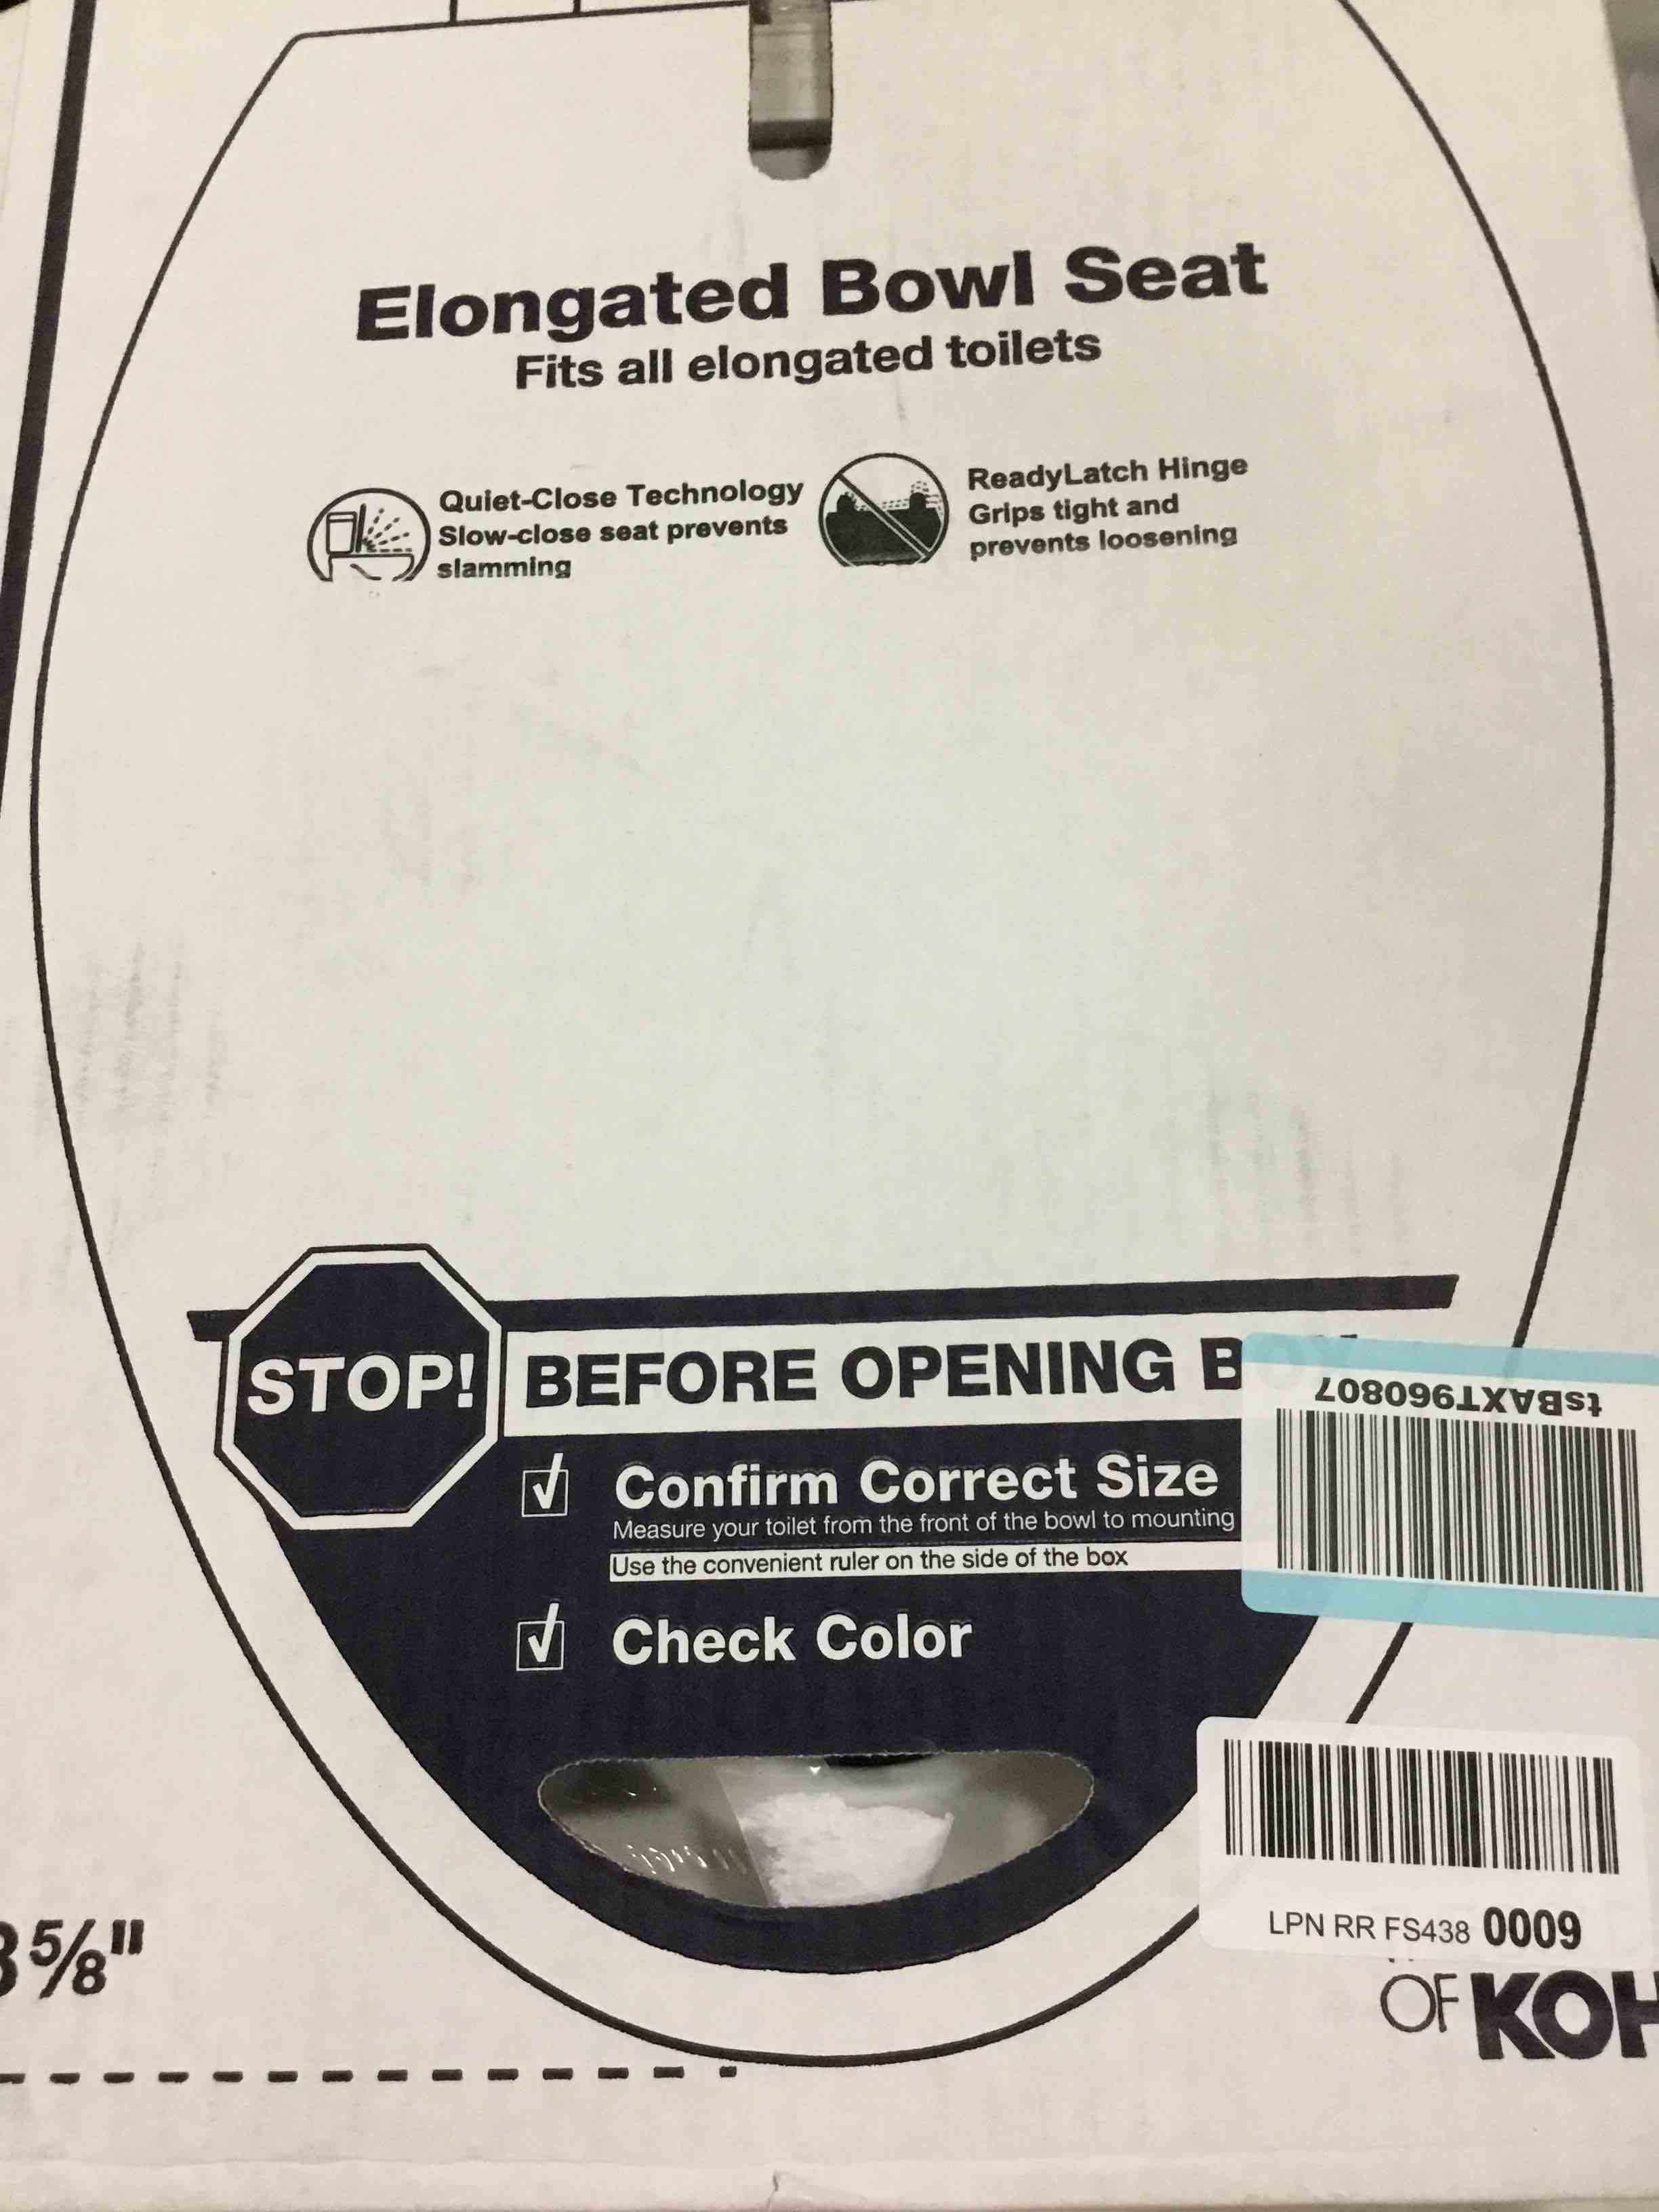 Elongated Bowl Seat
Fits all elongated toilets
Quiet-Close Technology
Slow-close seat prevents
slamming
ReadyLatch Hinge
Grips tight and
prevents loosening
STOP!
BEFORE OPENING
Confirm Correct Size
Measure your toilet from the front of the bowl to mounting
Use the convenient ruler on the side of the box
Check Color
tsBAXT960807
LPN RR FS438 0009
5/8"
OF KOH